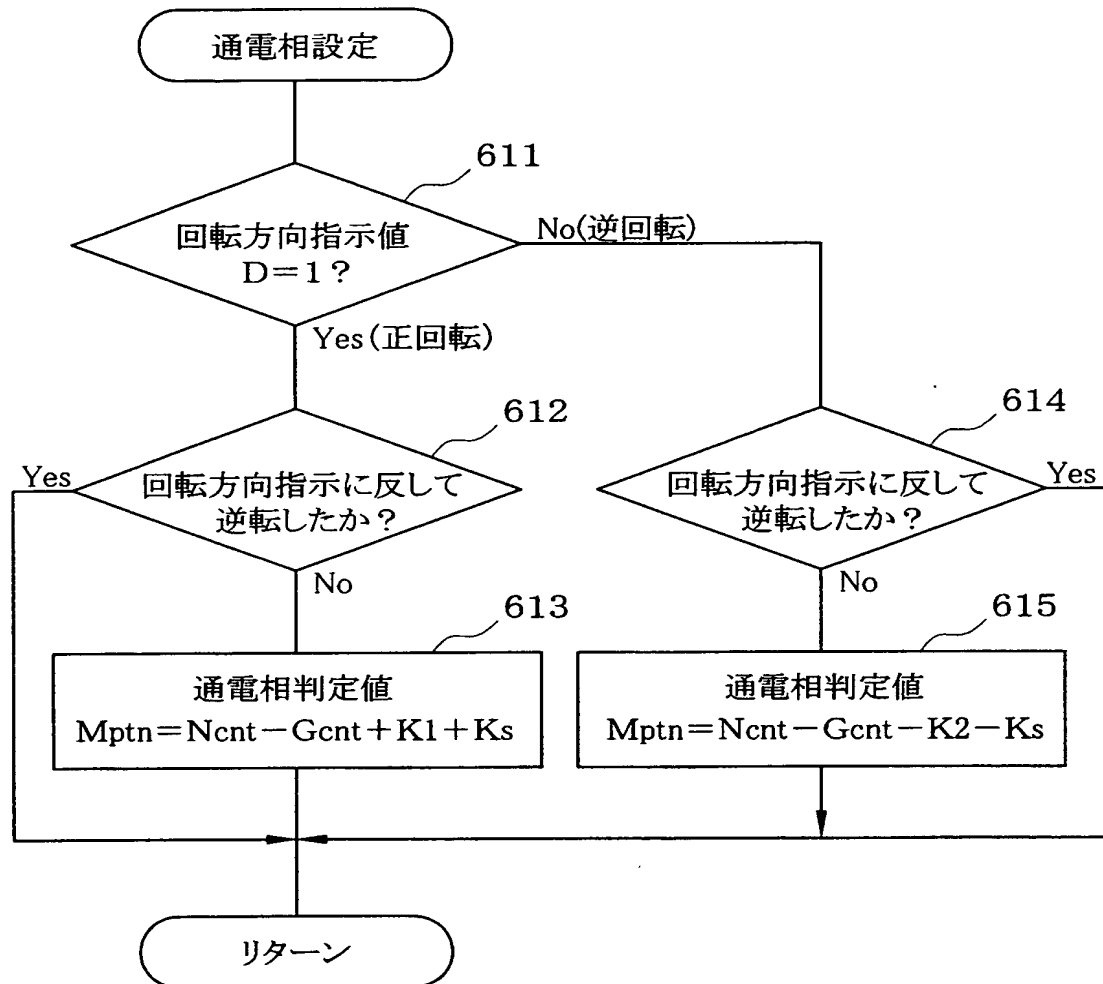 通電相設定
611
回転方向指示値
D=1?
No(逆回転)
Yes(正回転)
612
614
Yes
回転方向指示に反して
逆転したか?
No
回転方向指示に反して
逆転したか?
Yes
No
613
615
通電相判定値
Mptn=Ncnt-Gcnt+K1+Ks
通電相判定値
Mptn=Ncnt-Gcnt-K2-Ks
リターン